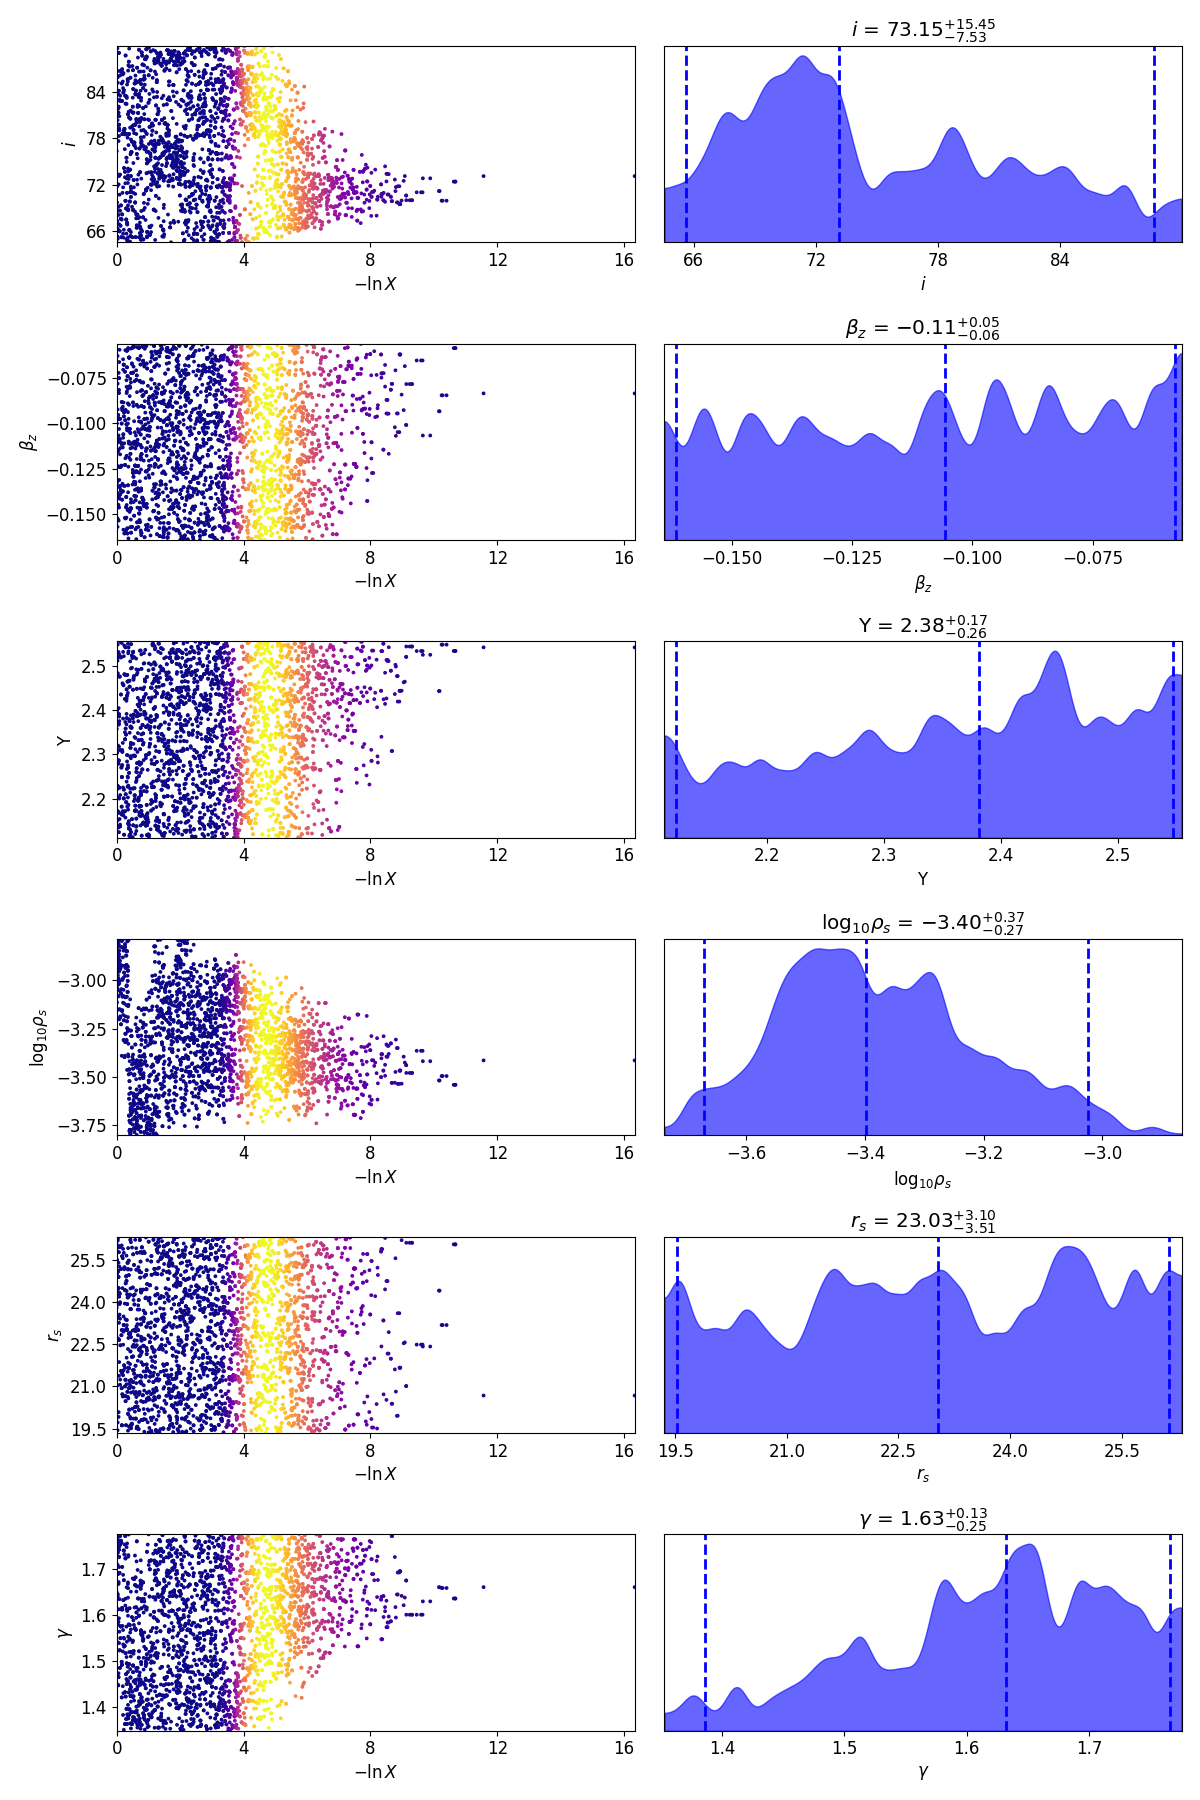 i = 73.15+15.45−7.53
84
78
72
66
i
0 4 8 12 16
66 72 78 84
−ln X
i
βz = −0.11+0.05−0.06
−0.075
−0.100
−0.125
−0.150
βz
0 4 8 12 16
−0.150 −0.125 −0.100 −0.075
−ln X
βz
Y = 2.38+0.17−0.26
2.5
2.4
2.3
2.2
Y
0 4 8 12 16
2.2 2.3 2.4 2.5
−ln X
Y
log10ρs = −3.40+0.37−0.27
−3.00
−3.25
−3.50
−3.75
log10ρs
0 4 8 12 16
−3.6 −3.4 −3.2 −3.0
−ln X
log10ρs
rs = 23.03+3.10−3.51
25.5
24.0
22.5
21.0
19.5
rs
0 4 8 12 16
19.5 21.0 22.5 24.0 25.5
−ln X
rs
γ = 1.63+0.13−0.25
1.7
1.6
1.5
1.4
γ
0 4 8 12 16
1.4 1.5 1.6 1.7
−ln X
γ